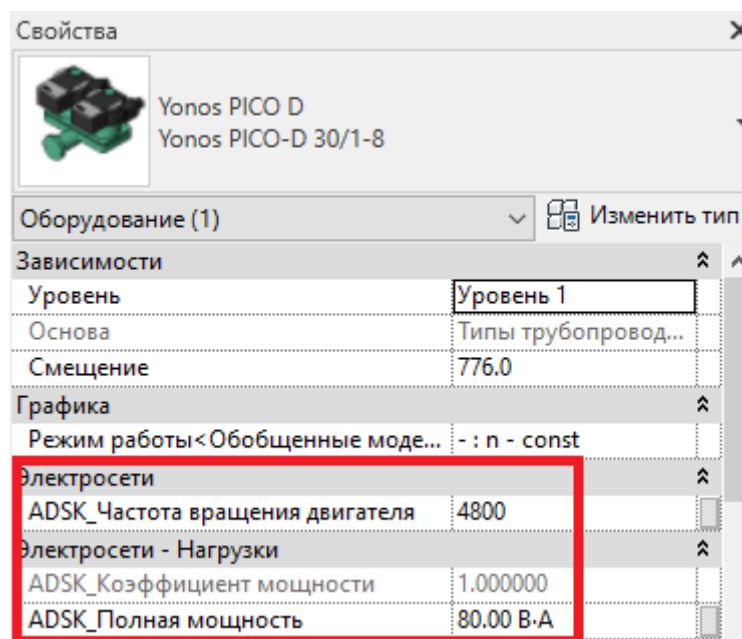 Свойства
Yonos PICO D
Yonos PICO-D 30/1-8
Оборудование (1)
Изменить тип
Зависимости
Уровень Уровень 1
Основа Типы трубопровод...
Смещение 776.0
Графика
Режим работы<Обобщенные моде... - : n - const
Электросети
ADSK_Частота вращения двигателя 4800
Электросети - Нагрузки
ADSK_Коэффициент мощности 1.000000
ADSK_Полная мощность 80.00 В·А